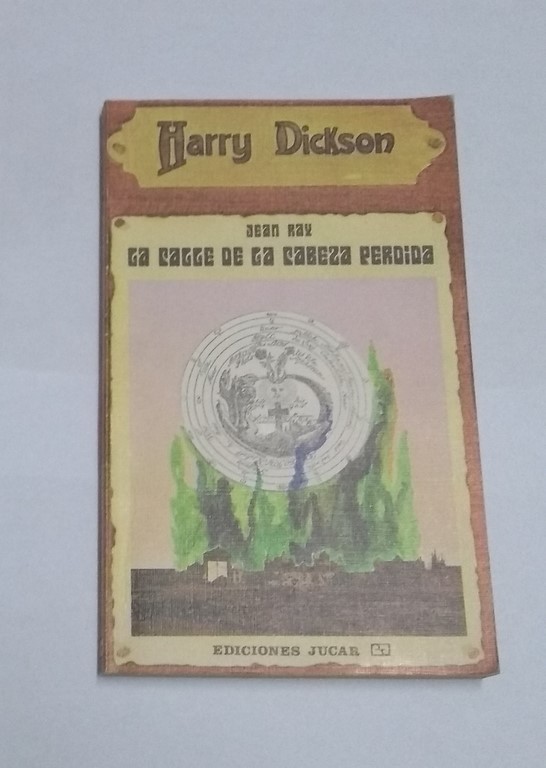 Harry Dickson
JEAN RAY
LA CALLE DE LA CABEZA PERDIDA
EDICIONES JUCAR